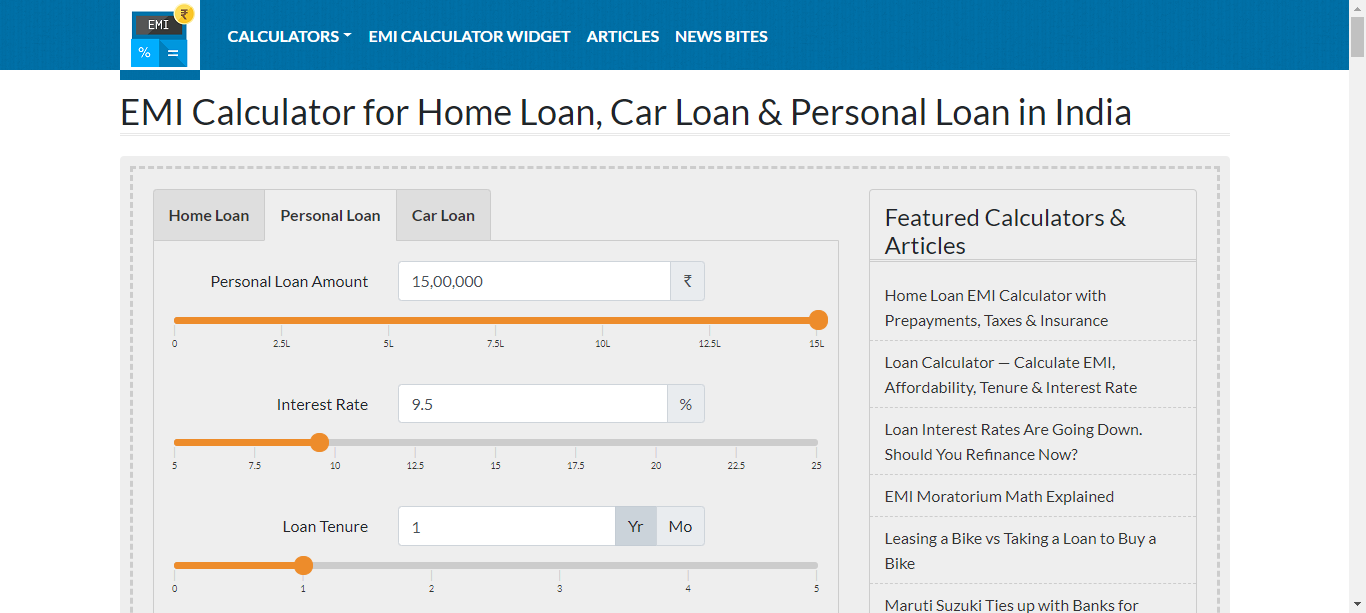 EMI ₹
% =
CALCULATORS EMI CALCULATOR WIDGET ARTICLES NEWS BITES
EMI Calculator for Home Loan, Car Loan & Personal Loan in India
Home Loan Personal Loan Car Loan
Personal Loan Amount 15,00,000 ₹
0 2.5L 5L 7.5L 10L 12.5L 15L
Interest Rate 9.5 %
5 7.5 10 12.5 15 17.5 20 22.5 25
Loan Tenure 1 Yr Mo
0 1 2 3 4 5
Featured Calculators &
Articles
Home Loan EMI Calculator with
Prepayments, Taxes & Insurance
Loan Calculator — Calculate EMI,
Affordability, Tenure & Interest Rate
Loan Interest Rates Are Going Down.
Should You Refinance Now?
EMI Moratorium Math Explained
Leasing a Bike vs Taking a Loan to Buy a
Bike
Maruti Suzuki Ties up with Banks for